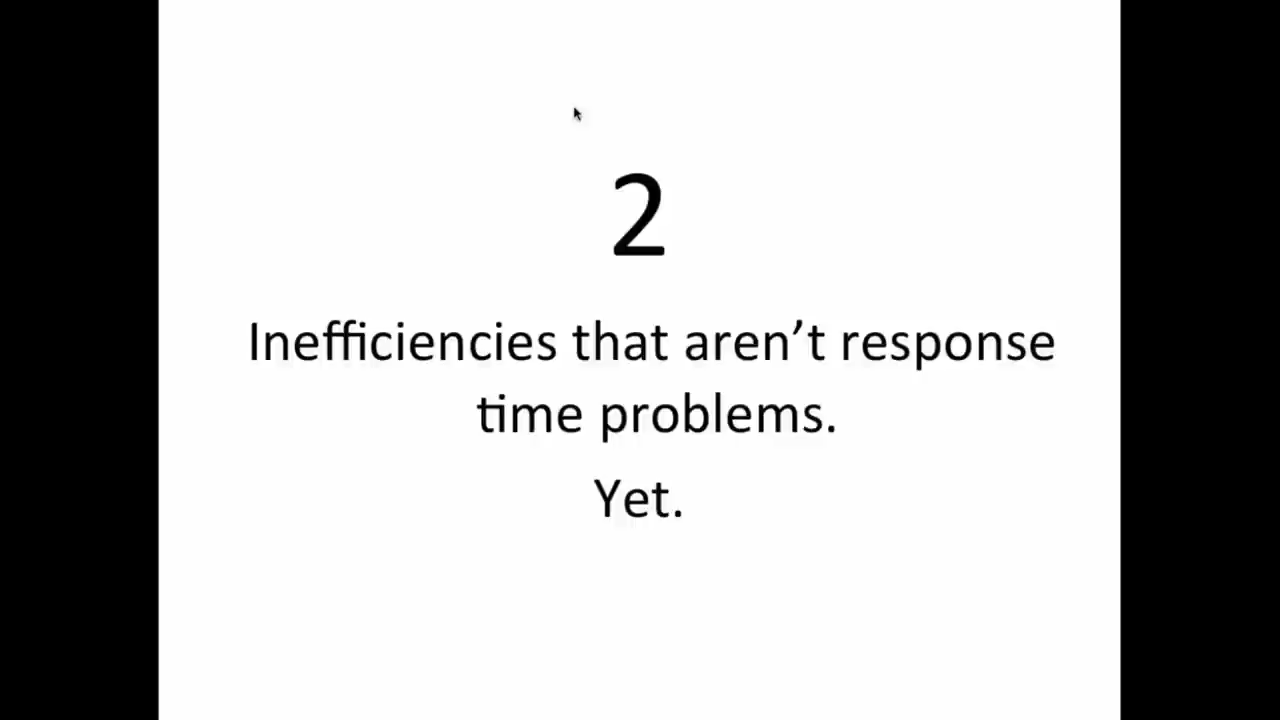 2
Inefficiencies that aren’t response
time problems.
Yet.